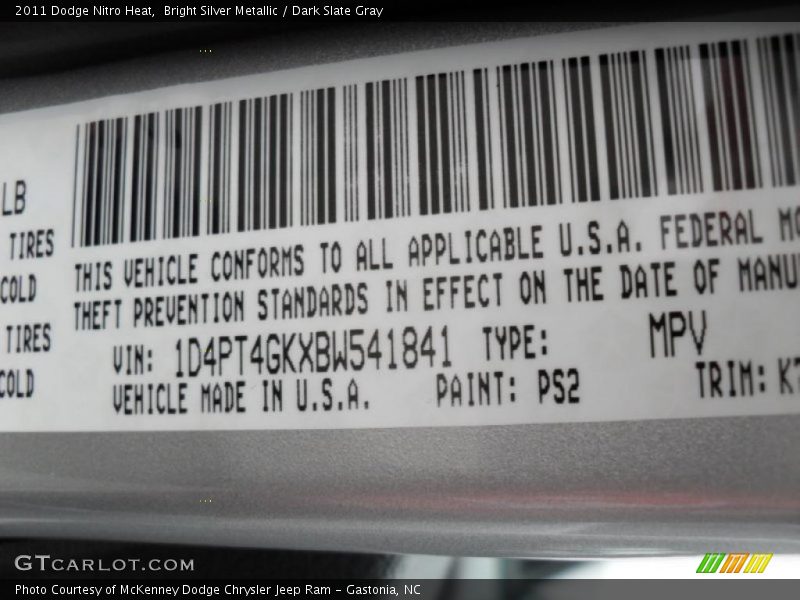 2011 Dodge Nitro Heat,  Bright Silver Metallic / Dark Slate Gray
LB
TIRES
COLD
TIRES
COLD
THIS VEHICLE CONFORMS TO ALL APPLICABLE U.S.A. FEDERAL MO
THEFT PREVENTION STANDARDS IN EFFECT ON THE DATE OF MANU
VIN: 1D4PT4GKXBW541841 TYPE: MPV
VEHICLE MADE IN U.S.A. PAINT: PS2 TRIM: K7
GTCARLOT.COM
Photo Courtesy of McKenney Dodge Chrysler Jeep Ram - Gastonia, NC